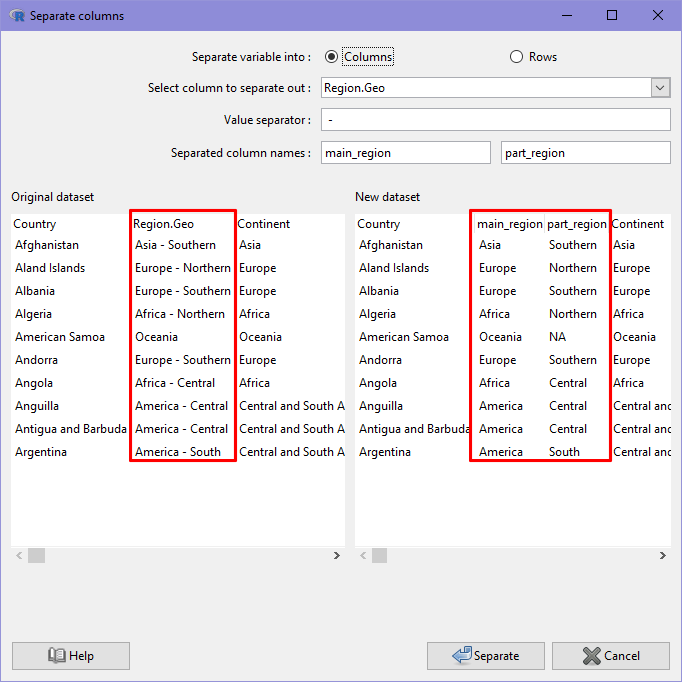 Separate columns
Separate variable into : Columns Rows
Select column to separate out : Region.Geo
Value separator : -
Separated column names : main_region part_region
Original dataset New dataset
Country Region.Geo Continent Country main_region part_region Continent
Afghanistan Asia - Southern Asia Afghanistan Asia Southern Asia
Aland Islands Europe - Northern Europe Aland Islands Europe Northern Europe
Albania Europe - Southern Europe Albania Europe Southern Europe
Algeria Africa - Northern Africa Algeria Africa Northern Africa
American Samoa Oceania Oceania American Samoa Oceania NA Oceania
Andorra Europe - Southern Europe Andorra Europe Southern Europe
Angola Africa - Central Africa Angola Africa Central Africa
Anguilla America - Central Central and South A Anguilla America Central Central and
Antigua and Barbuda America - Central Central and South A Antigua and Barbuda America Central Central and
Argentina America - South Central and South A Argentina America South Central and
Help Separate Cancel